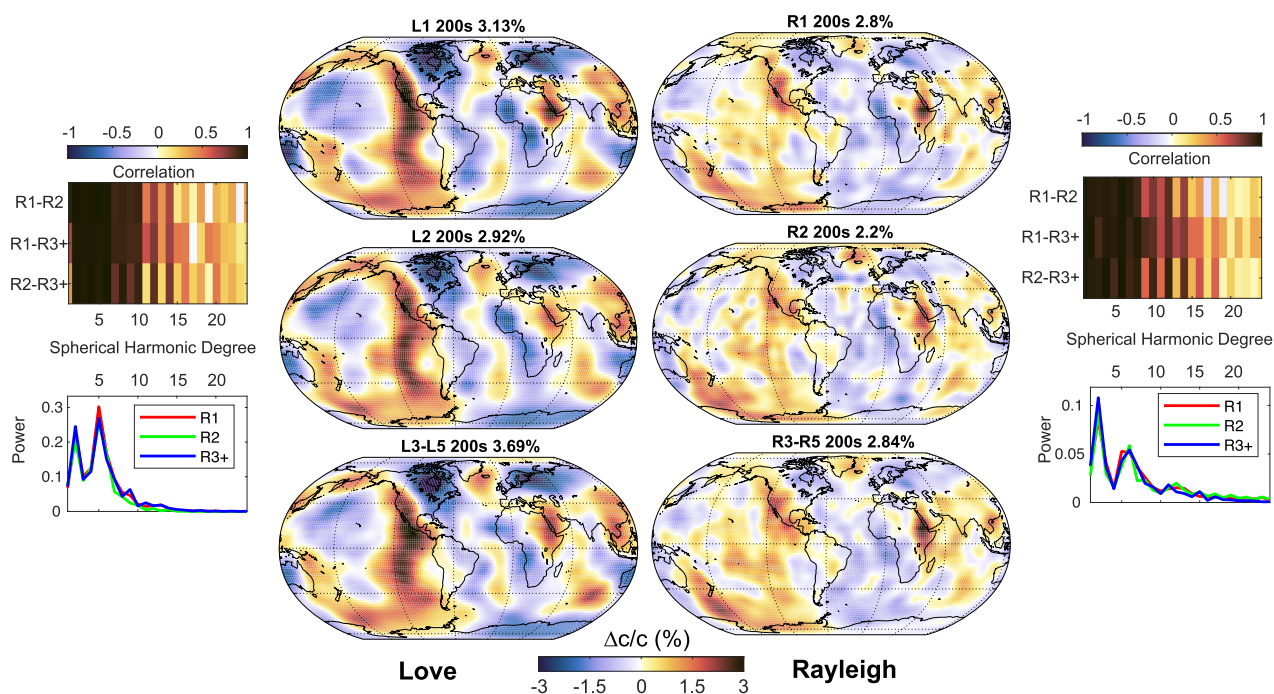 L1 200s 3.13%
R1 200s 2.8%
-1 -0.5 0 0.5 1
Correlation
R1-R2
R1-R3+
R2-R3+
5 10 15 20
Spherical Harmonic Degree
5 10 15 20
0.3
0.2
0.1
0
Power
R1
R2
R3+
L2 200s 2.92%
R2 200s 2.2%
L3-L5 200s 3.69%
R3-R5 200s 2.84%
-1 -0.5 0 0.5 1
Correlation
R1-R2
R1-R3+
R2-R3+
5 10 15 20
Spherical Harmonic Degree
5 10 15 20
0.1
0.05
0
Power
R1
R2
R3+
Δc/c (%)
Love
Rayleigh
-3 -1.5 0 1.5 3